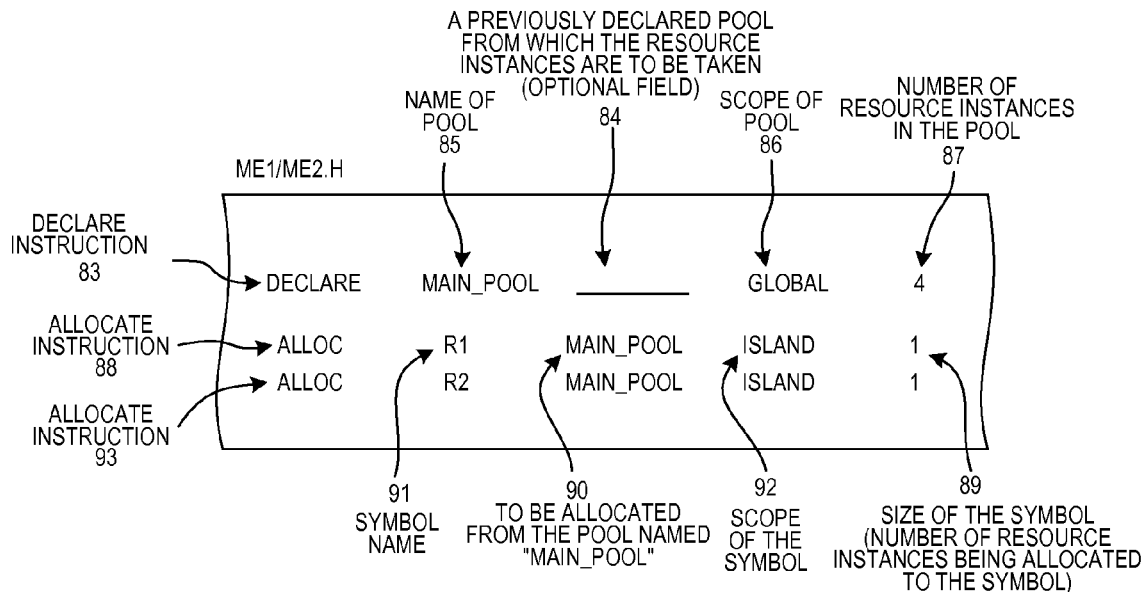 A PREVIOUSLY DECLARED POOL
FROM WHICH THE RESOURCE
INSTANCES ARE TO BE TAKEN
(OPTIONAL FIELD)
84
NAME OF
POOL
85
SCOPE OF
POOL
86
NUMBER OF
RESOURCE INSTANCES
IN THE POOL
87
ME1/ME2.H
DECLARE
INSTRUCTION
83
DECLARE MAIN_POOL GLOBAL 4
ALLOCATE
INSTRUCTION
88
ALLOC R1 MAIN_POOL ISLAND 1
ALLOC R2 MAIN_POOL ISLAND 1
ALLOCATE
INSTRUCTION
93
91
SYMBOL
NAME
90
TO BE ALLOCATED
FROM THE POOL NAMED
"MAIN_POOL"
92
SCOPE
OF THE
SYMBOL
89
SIZE OF THE SYMBOL
(NUMBER OF RESOURCE
INSTANCES BEING ALLOCATED
TO THE SYMBOL)